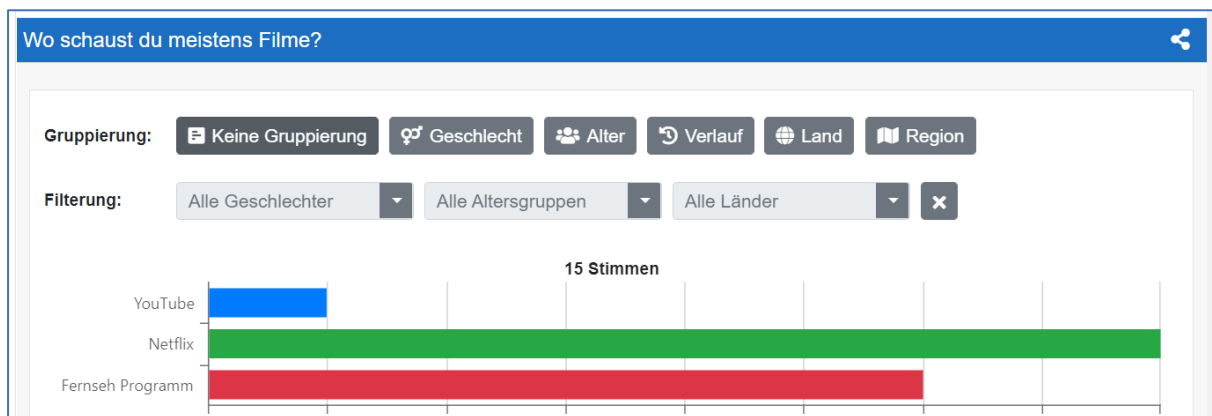 Wo schaust du meistens Filme?
Gruppierung: Keine Gruppierung Geschlecht Alter Verlauf Land Region
Filterung: Alle Geschlechter Alle Altersgruppen Alle Länder
15 Stimmen
YouTube
Netflix
Fernseh Programm